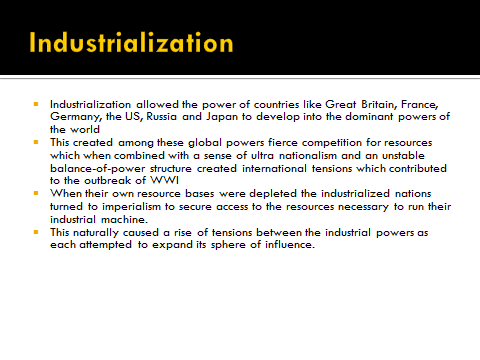 Industrialization
Industrialization allowed the power of countries like Great Britain, France,
Germany, the US, Russia and Japan to develop into the dominant powers of
the world
This created among these global powers fierce competition for resources
which when combined with a sense of ultra nationalism and an unstable
balance-of-power structure created international tensions which contributed
to the outbreak of WWI
When their own resource bases were depleted the industrialized nations
turned to imperialism to secure access to the resources necessary to run their
industrial machine.
This naturally caused a rise of tensions between the industrial powers as
each attempted to expand its sphere of influence.